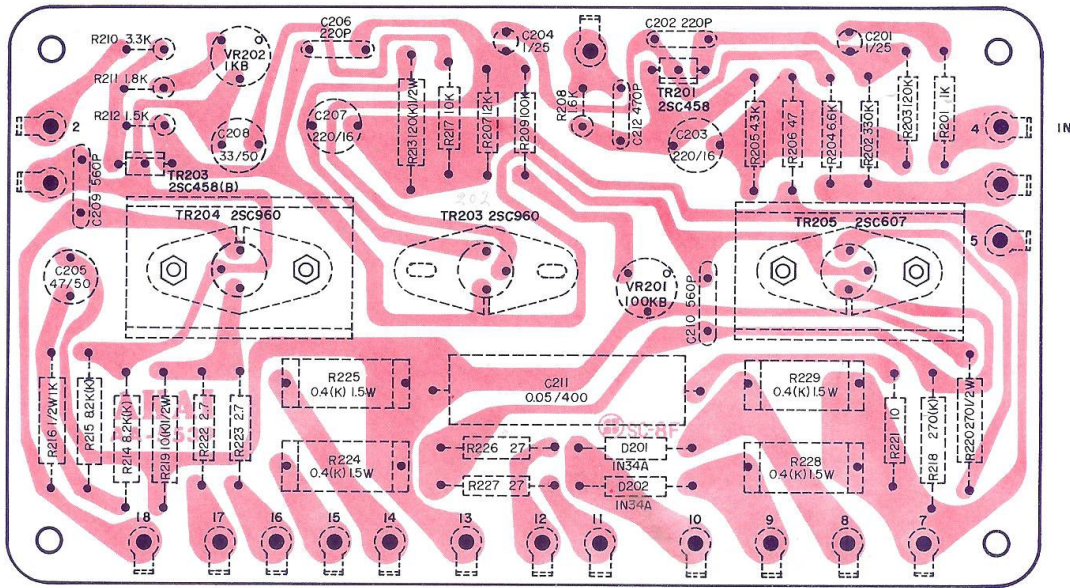 R210 3.3K
VR202
1KB
C206
220P
C204
1/25
C202 220P
C201
1/25
R211 1.8K
R212 1.5K
2
C209 560P
C208
33/50
C207
220/16
R213 120K 1/2W
R217 10K
R207 12K
R209 100K
R208
C212 470P
TR201
2SC458
C203
220/16
R205 4.3K
R206 47
R204 6.6K
R202 330K
R203 120K
R201 1K
4
IN
TR203
2SC458(B)
202
TR204 2SC960
TR203 2SC960
TR205 2SC607
5
C205
47/50
VR201
100KB
C210 560P
R216 1/2W 1K
R215 8.2K(K)
R214 8.2K(K)
R219 10(K) 1/2W
R222 2.7
R223 2.7
R225
0.4(K) 1.5W
C211
0.05/400
R229
0.4(K) 1.5W
R221 10
R218 270(K)
R220 270 1/2W
SC-8F
R224
0.4(K) 1.5W
R226 27
R227 27
D201
IN34A
D202
IN34A
R228
0.4(K) 1.5W
18
17
16
15
14
13
12
11
10
9
8
7